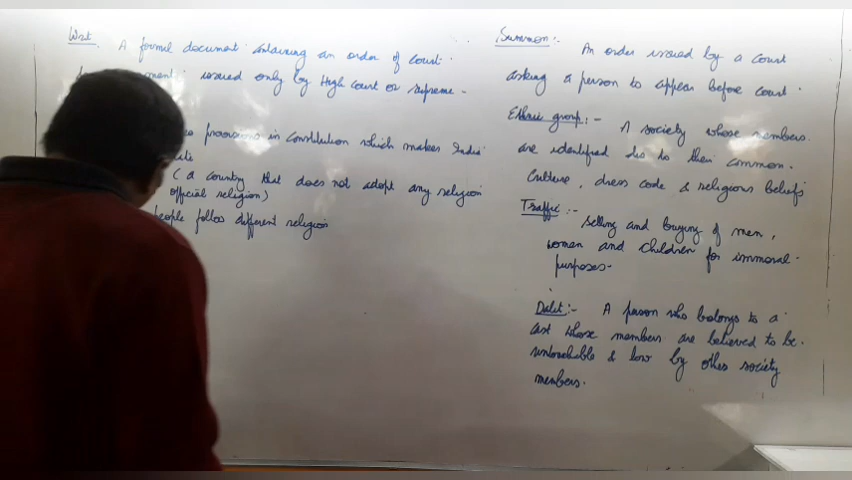 Writ. A formal document containing an order of court.
issued only by High court or supreme -
provisions in Constitution which makes India
(a country that does not adopt any religion
official religion)
people follow different religion
Summon:-
An order issued by a court
asking a person to appear before court.
Ethnic group:- A society whose members
are identified due to their common.
Culture, dress code & religious beliefs
Traffic:-
Selling and buying of men,
women and children for immoral.
purposes.
Dalit:- A person who belongs to a
cast whose members are believed to be.
untouchable & low by other society
members.